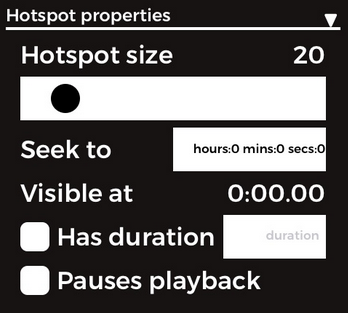 Hotspot properties
Hotspot size 20
Seek to hours:0 mins:0 secs:0
Visible at 0:00.00
Has duration duration
Pauses playback